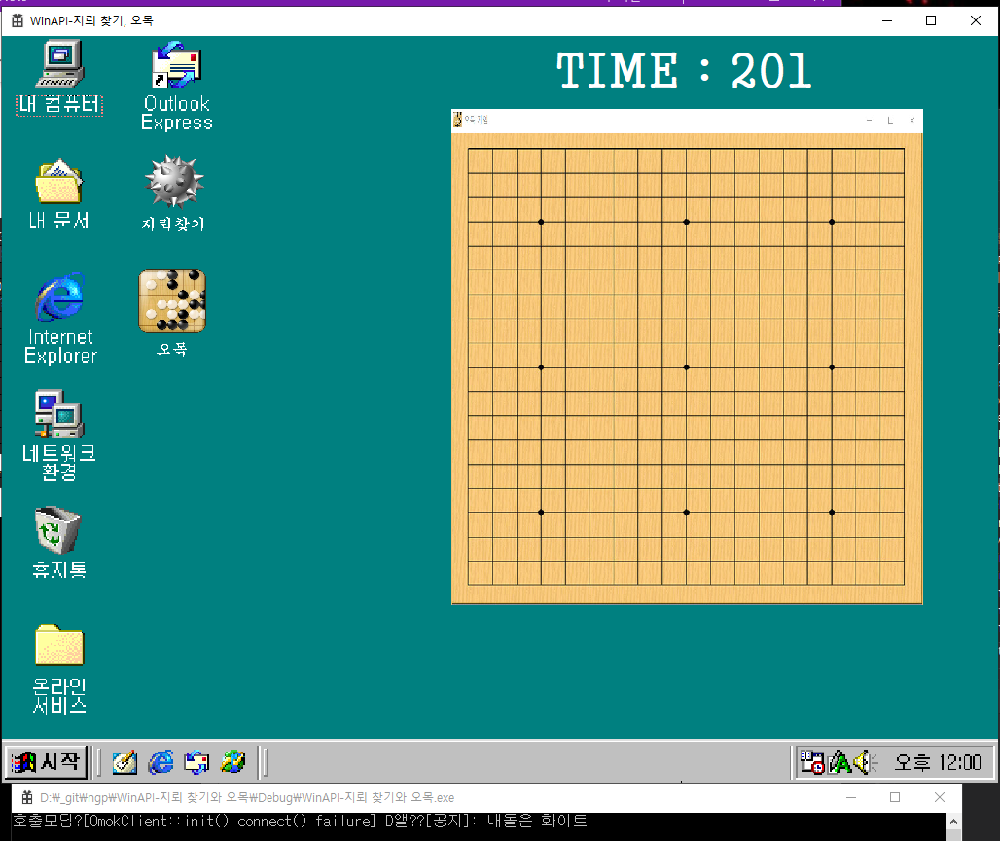 WinAPI-지뢰 찾기, 오목
내 컴퓨터
Outlook
Express
TIME : 201
내 문서
지뢰찾기
Internet
Explorer
오목
네트워크
환경
휴지통
온라인
서비스
시작
오후 12:00
D:₩_git₩ngp₩WinAPI-지뢰 찾기와 오목₩Debug₩WinAPI-지뢰 찾기와 오목.exe
호출모딩?[OmokClient::init() connect() failure] D앨??[공지]::내돌은 화이트